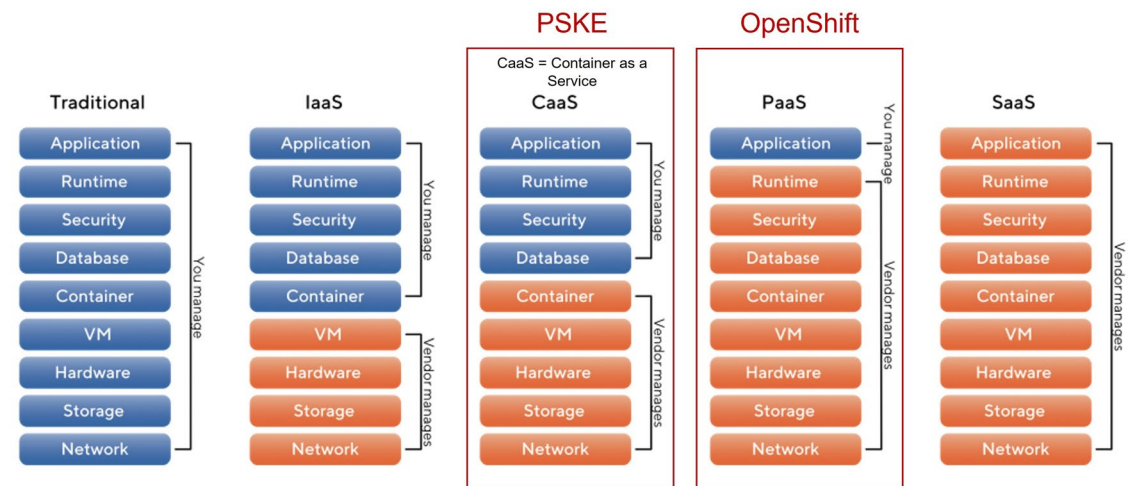 PSKE
OpenShift
CaaS = Container as a
Service
Traditional
IaaS
CaaS
PaaS
SaaS
Application
Runtime
Security
Database
Container
VM
Hardware
Storage
Network
You manage
Application
Runtime
Security
Database
Container
VM
Hardware
Storage
Network
You manage
Vendor manages
Application
Runtime
Security
Database
Container
VM
Hardware
Storage
Network
You manage
Vendor manages
Application
Runtime
Security
Database
Container
VM
Hardware
Storage
Network
You manage
Vendor manages
Application
Runtime
Security
Database
Container
VM
Hardware
Storage
Network
Vendor manages